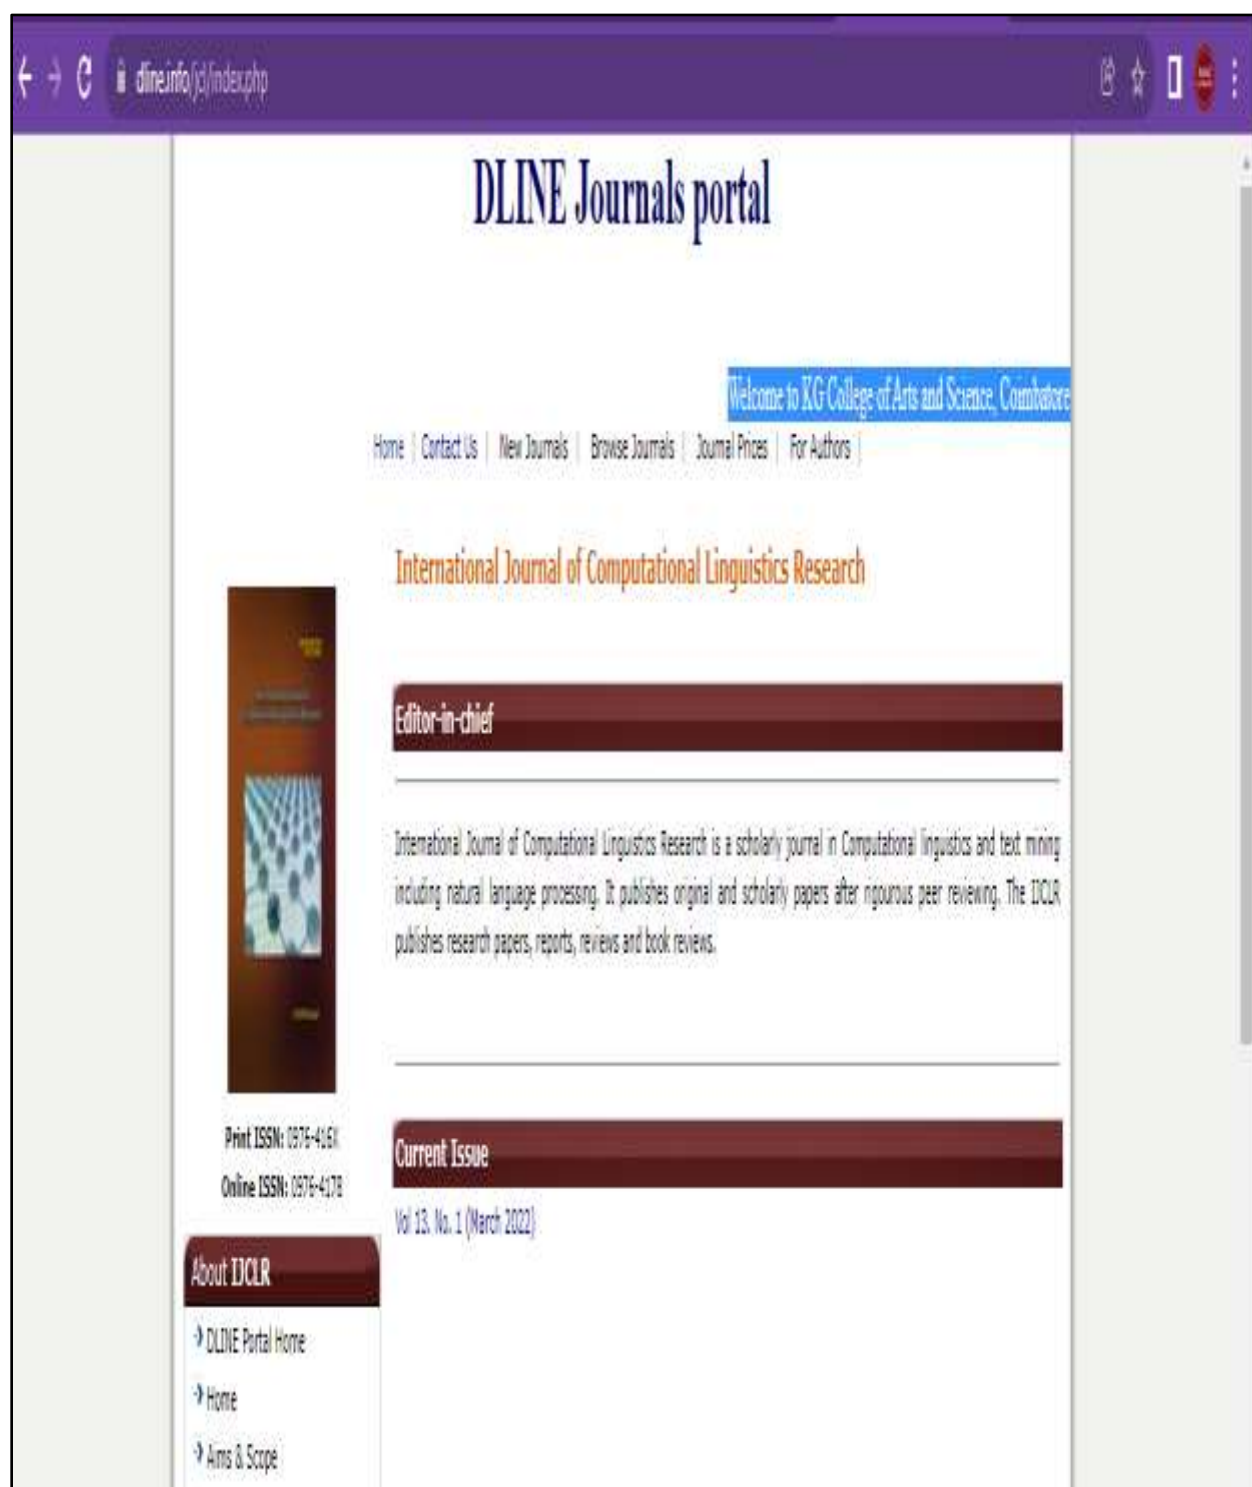 dline.info/jcl/index.php
DLINE Journals portal
Welcome to KG College of Arts and Science, Coimbatore
Home | Contact Us | New Journals | Browse Journals | Journal Prices | For Authors |
International Journal of Computational Linguistics Research
Editor-in-chief
International Journal of Computational Linguistics Research is a scholarly journal in Computational linguistics and text mining
including natural language processing. It publishes original and scholarly papers after rigourous peer reviewing. The IJCLR
publishes research papers, reports, reviews and book reviews.
Print ISSN: 0976-416X
Online ISSN: 0976-4178
Current Issue
Vol 13. No. 1 (March 2022)
About IJCLR
DLINE Portal Home
Home
Aims & Scope